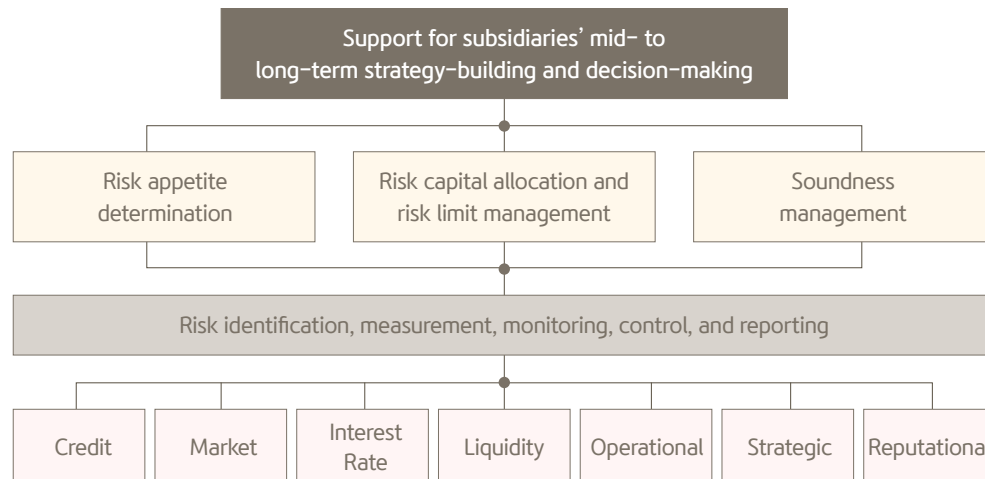 Support for subsidiaries' mid- to
long-term strategy-building and decision-making
Risk appetite
determination
Risk capital allocation and
risk limit management
Soundness
management
Risk identification, measurement, monitoring, control, and reporting
Credit
Market
Interest
Rate
Liquidity
Operational
Strategic
Reputational